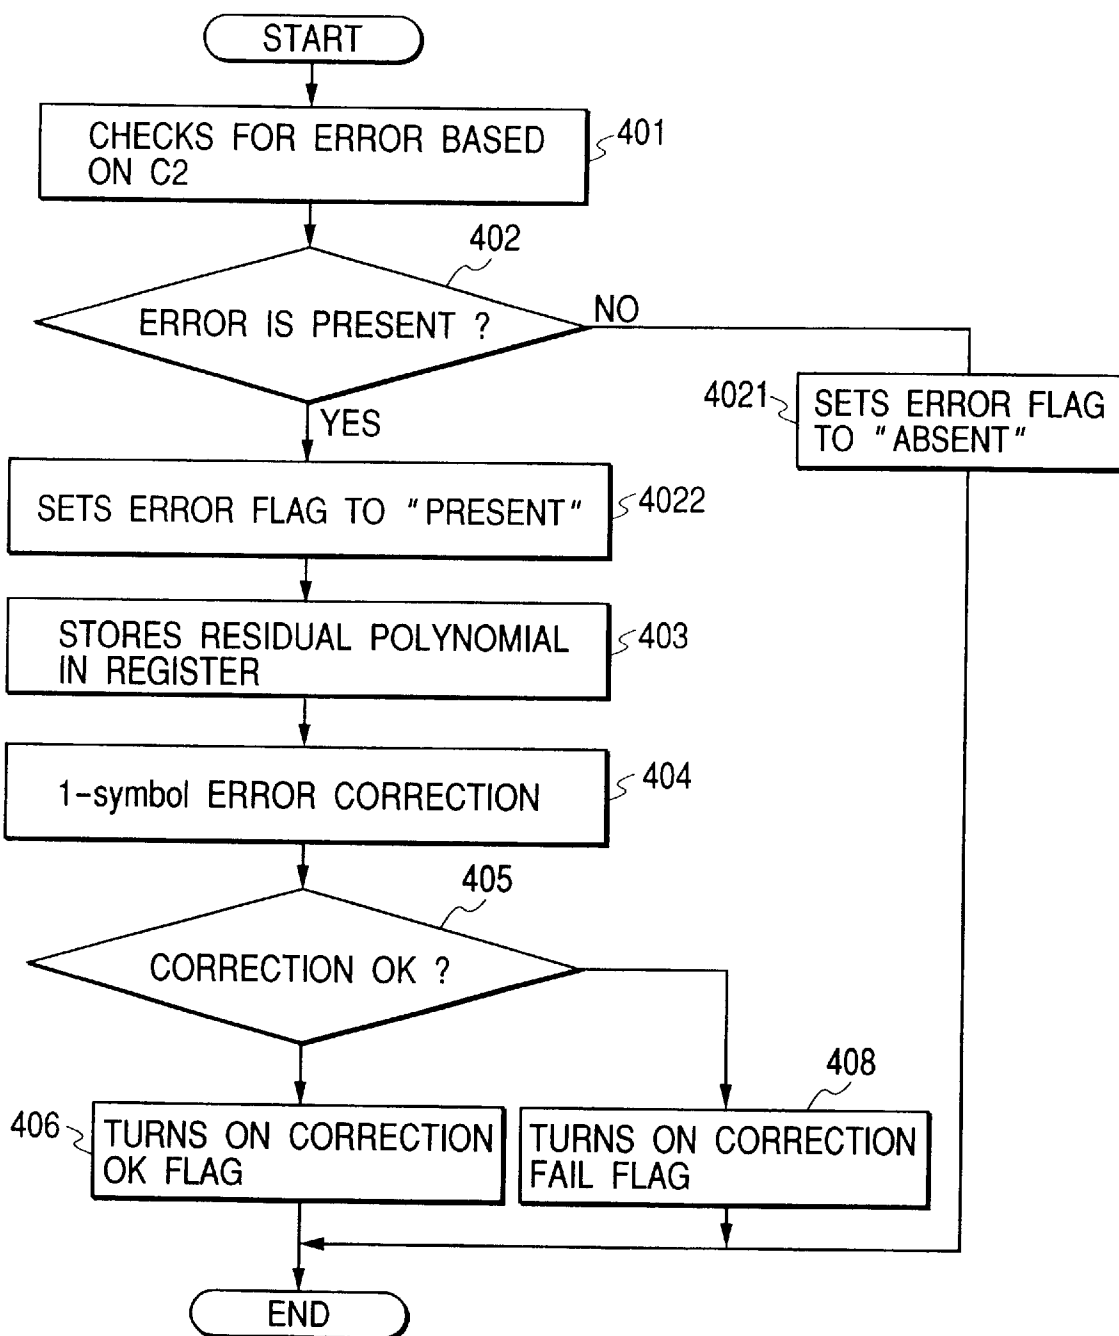 START
CHECKS FOR ERROR BASED
ON C2
401
402
ERROR IS PRESENT ?
NO
YES
4021
SETS ERROR FLAG
TO "ABSENT"
SETS ERROR FLAG TO "PRESENT"
4022
STORES RESIDUAL POLYNOMIAL
IN REGISTER
403
1-symbol ERROR CORRECTION
404
405
CORRECTION OK ?
406
TURNS ON CORRECTION
OK FLAG
408
TURNS ON CORRECTION
FAIL FLAG
END